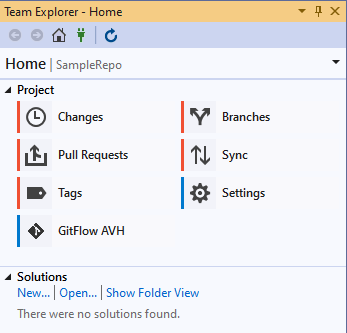 Team Explorer - Home
Home | SampleRepo
Project
Changes
Branches
Pull Requests
Sync
Tags
Settings
GitFlow AVH
Solutions
New... | Open... | Show Folder View
There were no solutions found.